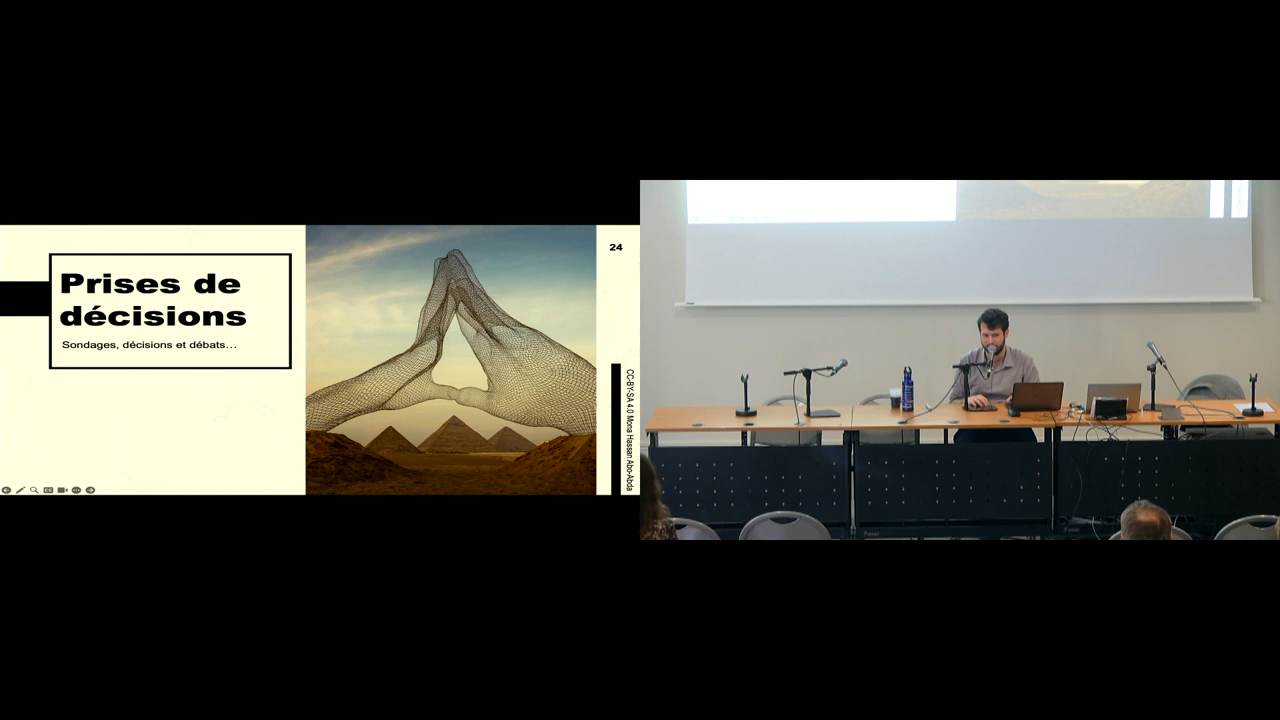 Prises de
décisions
Sondages, décisions et débats…
24
CC-BY-SA 4.0 Mona Hassan Abo-Abda